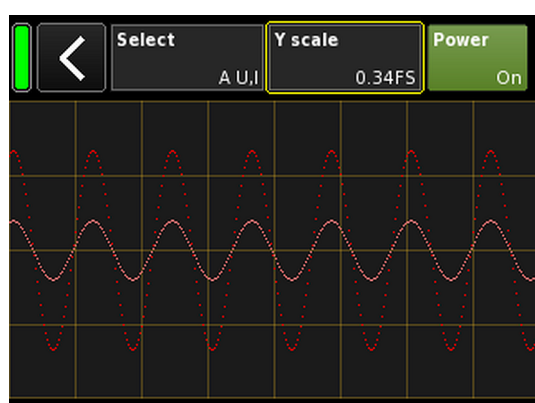 Select
Y scale
Power
A U,I
0.34FS
On